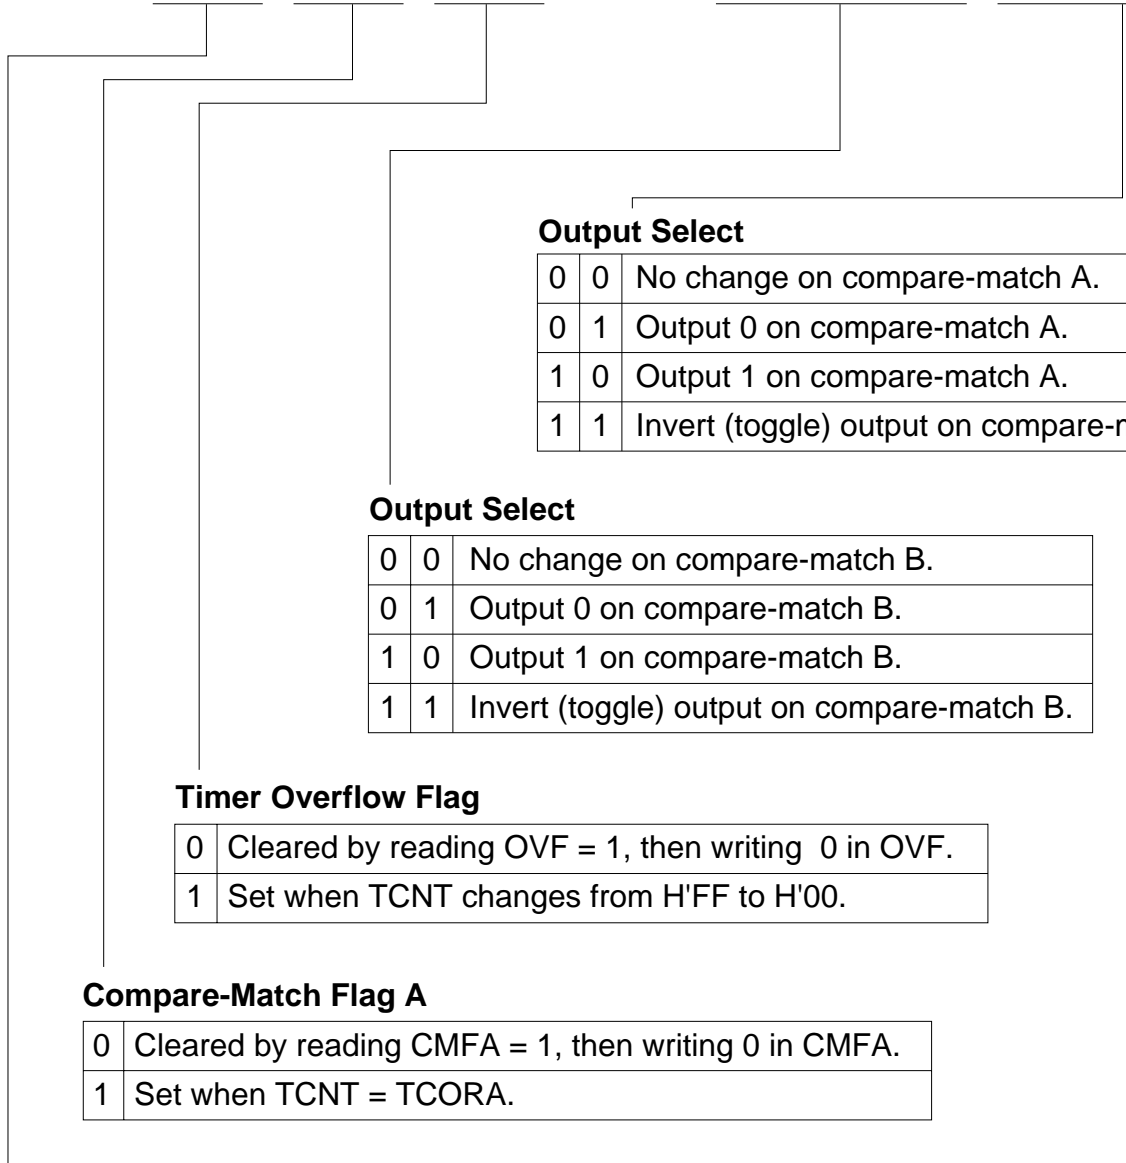 Output Select
0 0 No change on compare-match A.
0 1 Output 0 on compare-match A.
1 0 Output 1 on compare-match A.
1 1 Invert (toggle) output on
Output Select
0 0 No change on compare-match B.
0 1 Output 0 on compare-match B.
1 0 Output 1 on compare-match B.
1 1 Invert (toggle) output on compare-match B.
Timer Overflow Flag
0 Cleared by reading OVF = 1, then writing 0 in OVF.
1 Set when TCNT changes from H'FF to H'00.
Compare-Match Flag A
0 Cleared by reading CMFA = 1, then writing 0 in CMFA.
1 Set when TCNT = TCORA.